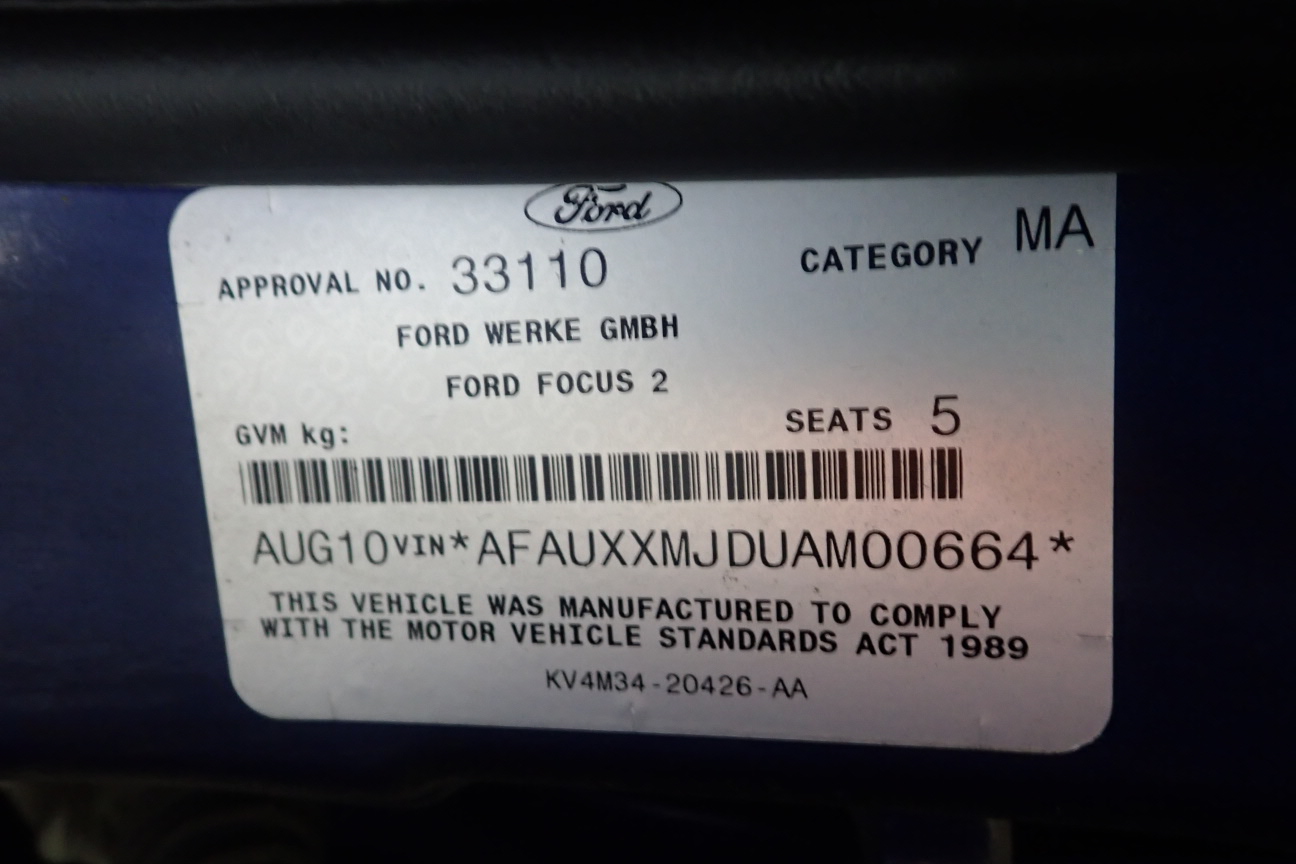 Ford
APPROVAL NO. 33110 CATEGORY MA
FORD WERKE GMBH
FORD FOCUS 2
GVM kg: SEATS 5
AUG10 VIN*AFAUXXMJDUAM00664*
THIS VEHICLE WAS MANUFACTURED TO COMPLY
WITH THE MOTOR VEHICLE STANDARDS ACT 1989
KV4M34-20426-AA